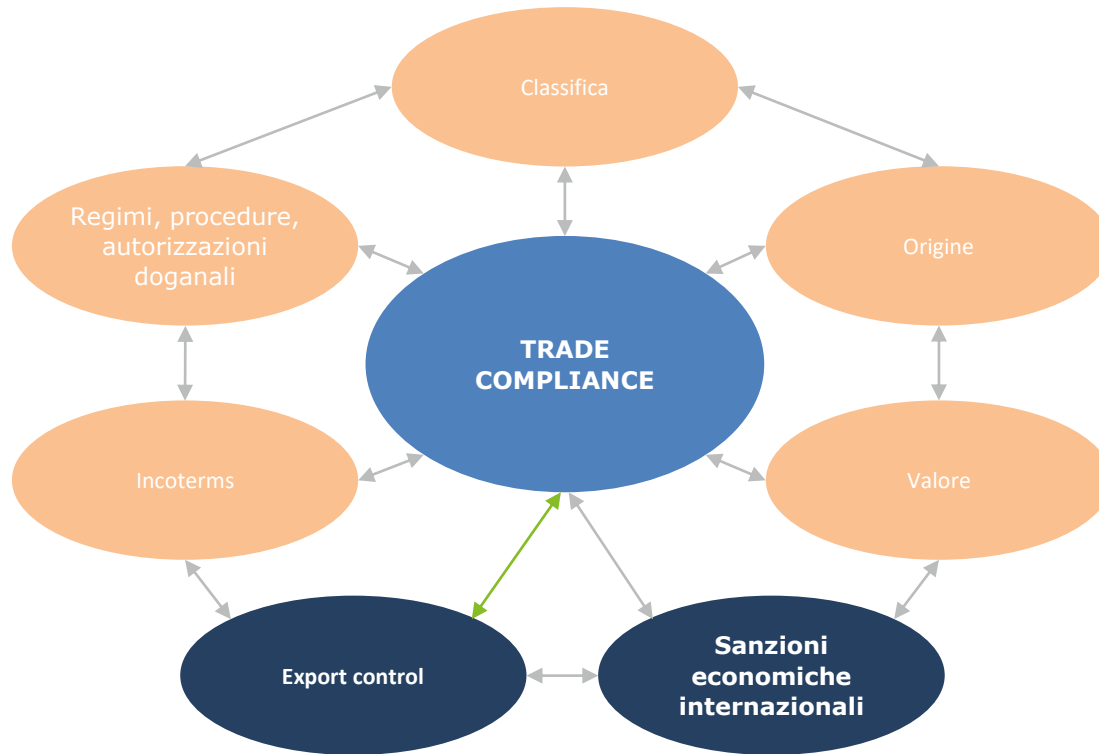 Classifica
Regimi, procedure,
autorizzazioni
doganali
Origine
TRADE
COMPLIANCE
Incoterms
Valore
Export control
Sanzioni
economiche
internazionali